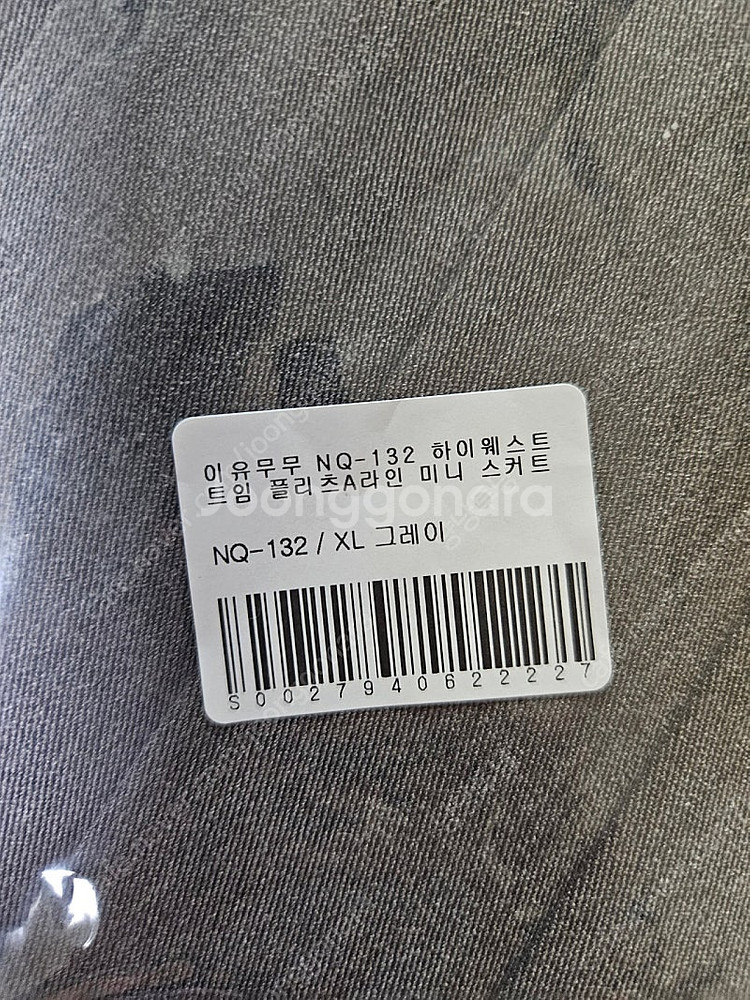 이유무무 NQ-132 하이웨스트
트임 플리츠A라인 미니 스커트
joonggonara
NQ-132 / XL 그레이
S00279406222227